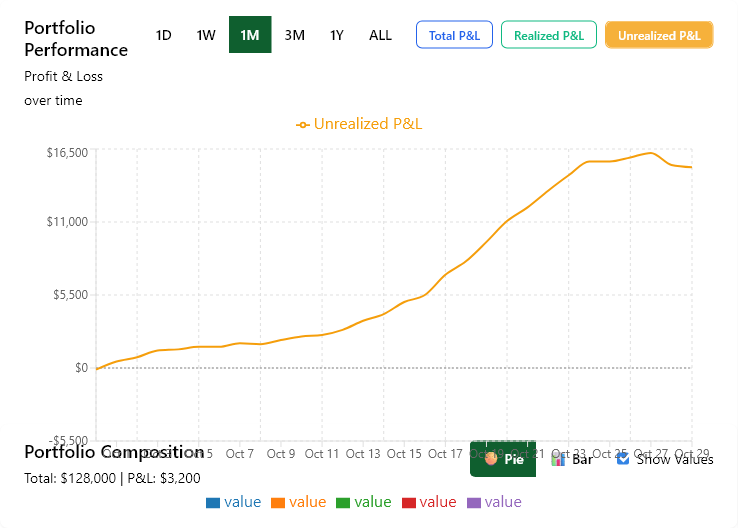 Portfolio
Performance
Profit & Loss
over time
1D 1W 1M 3M 1Y ALL
Total P&L Realized P&L Unrealized P&L
Unrealized P&L
$16,500
$11,000
$5,500
$0
-$5,500
Oct 5 Oct 7 Oct 9 Oct 11 Oct 13 Oct 15 Oct 17 Oct 19 Oct 21 Oct 23 Oct 25 Oct 27 Oct 29
Portfolio Composition
Pie Bar Show Values
Total: $128,000 | P&L: $3,200
value value value value value